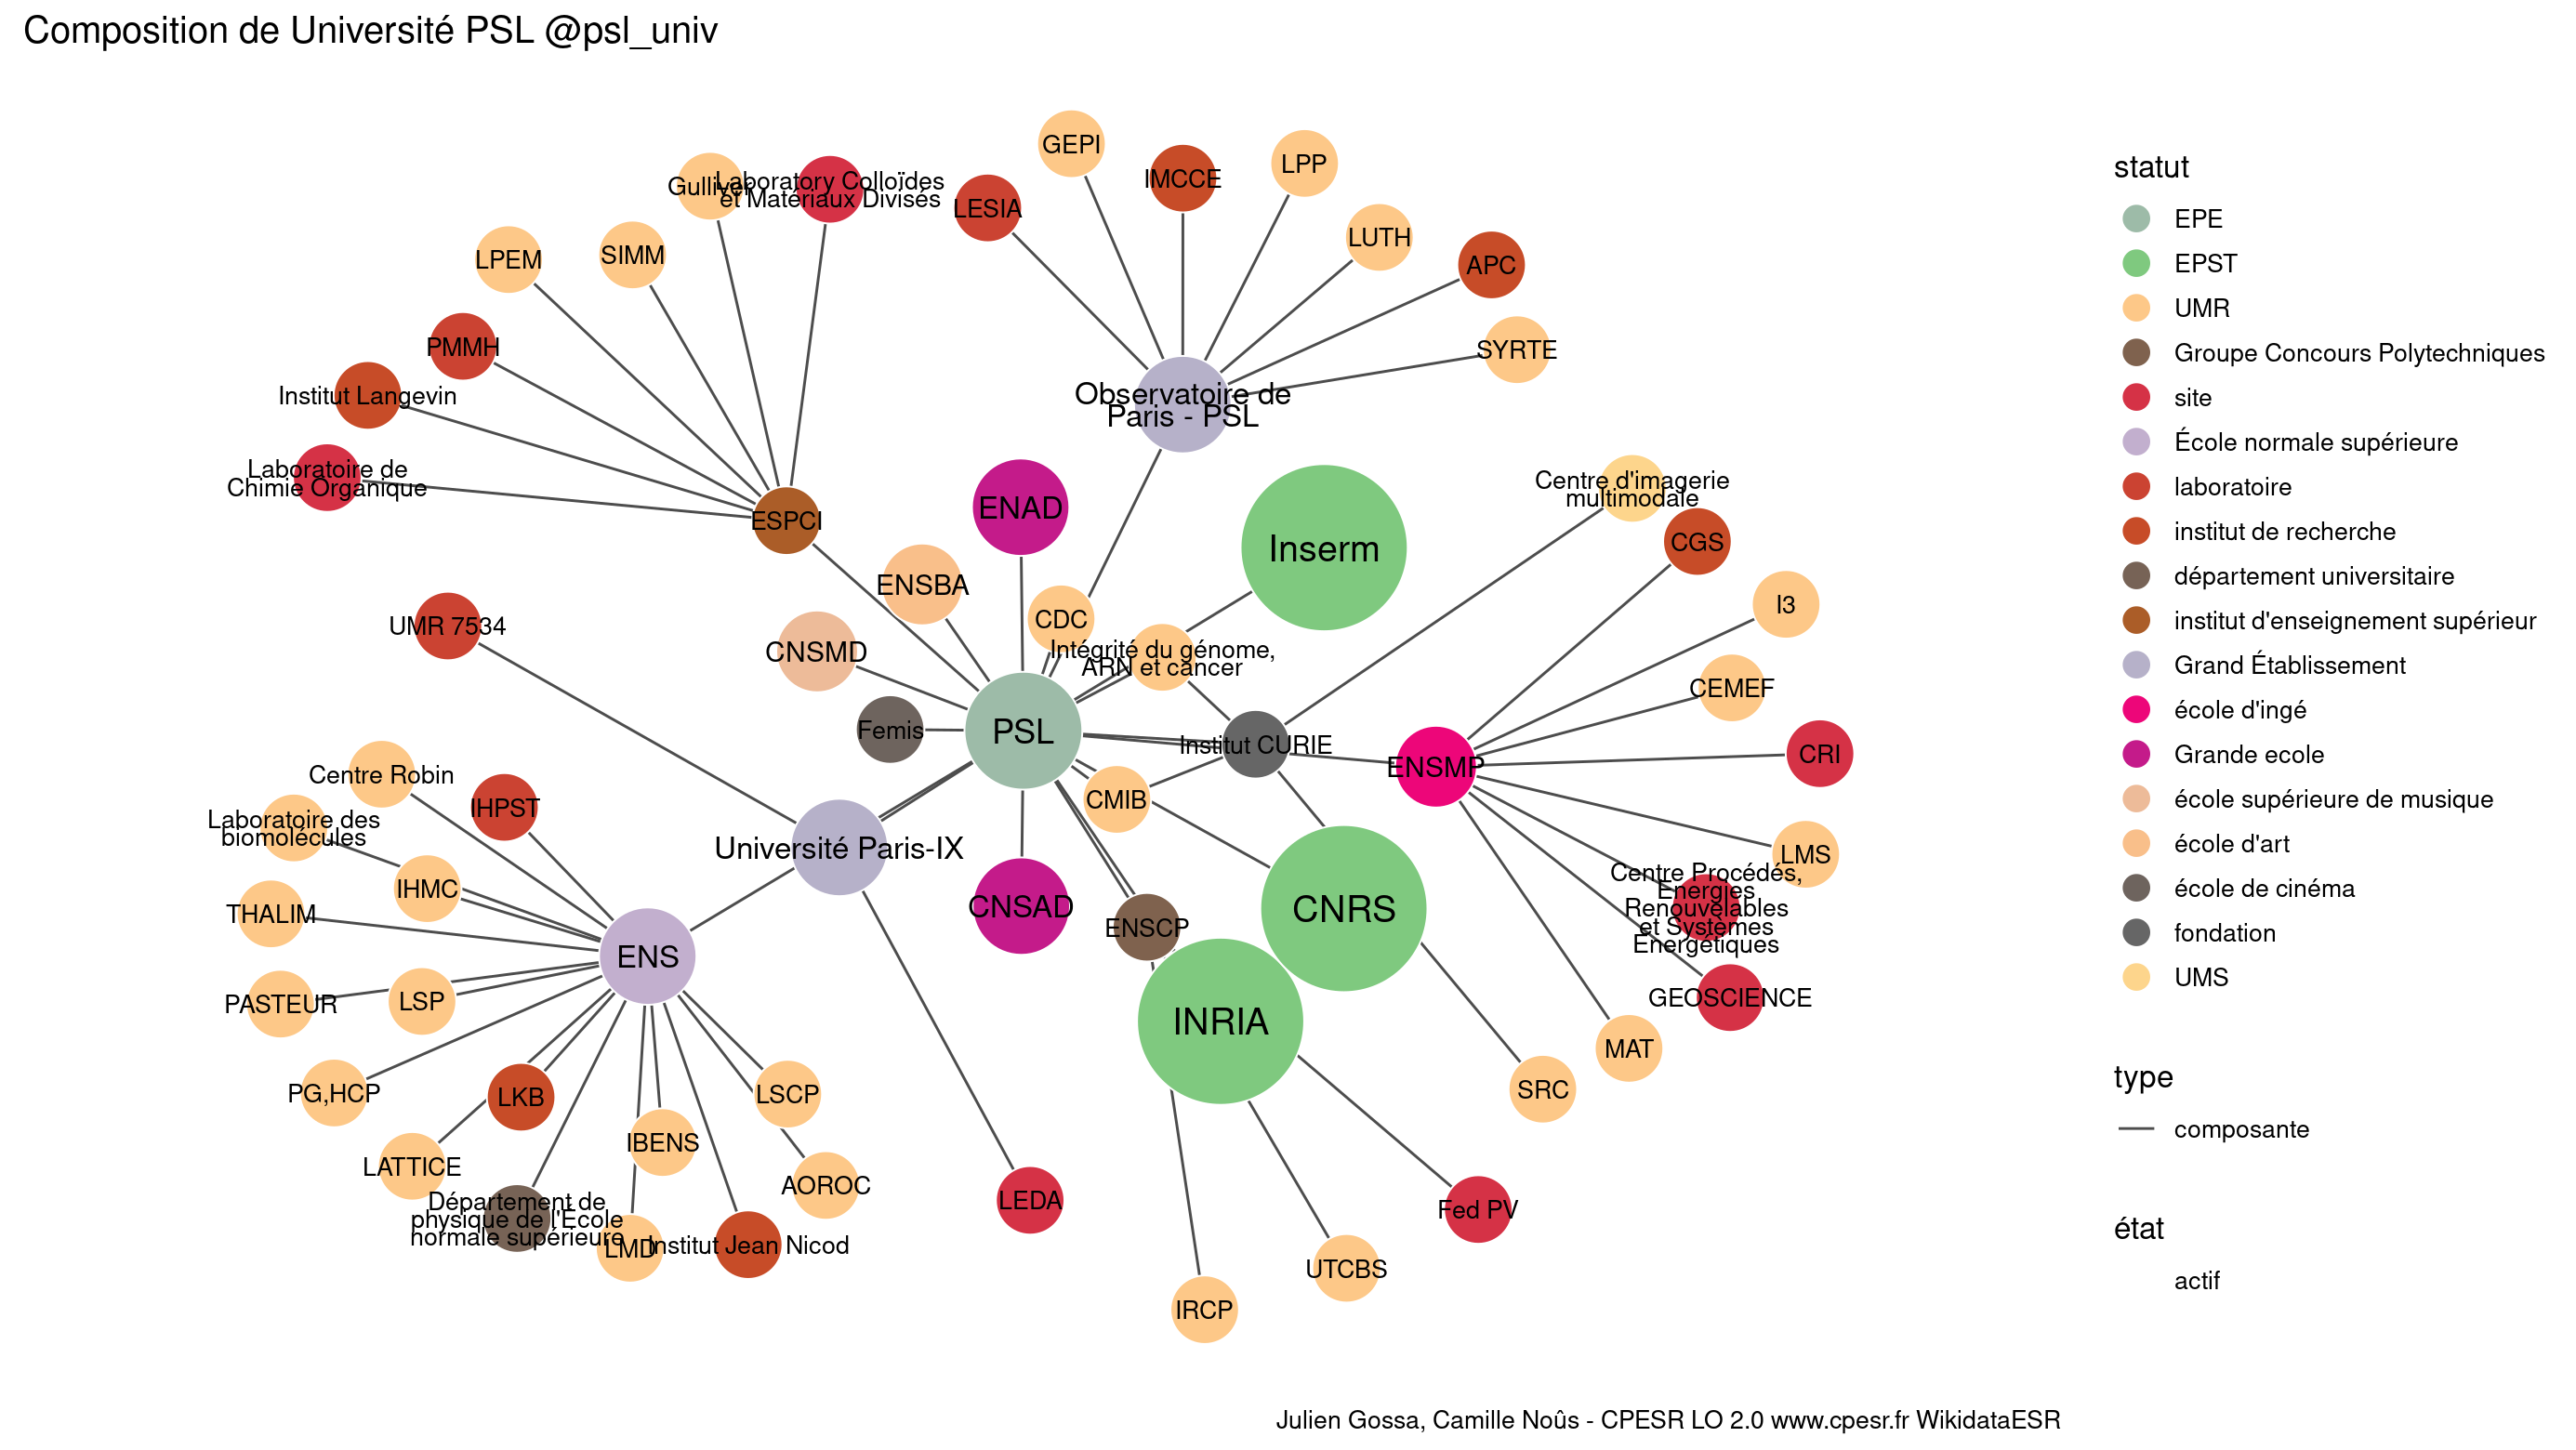 Composition de Université PSL @psl_univ
GEPI
IMCCE
LPP
Gulliver
Laboratory Colloïdes
et Matériaux Divisés
LESIA
LUTH
LPEM
SIMM
APC
PMMH
SYRTE
Institut Langevin
Observatoire de
Paris - PSL
Laboratoire de
Chimie Organique
ESPCI
ENAD
Inserm
Centre d'imagerie
multimodale
CGS
ENSBA
CDC
I3
UMR 7534
CNSMD
Intégrité du génome,
ARN et cancer
CEMEF
Femis
PSL
Institut CURIE
ENSMP
CRI
Centre Robin
IHPST
CMIB
Laboratoire des
biomolécules
Université Paris-IX
LMS
IHMC
THALIM
CNSAD
ENSCP
CNRS
Centre Procédés,
Énergies
Renouvelables
et Systèmes
Énergétiques
ENS
PASTEUR
LSP
INRIA
GEOSCIENCE
MAT
PG,HCP
LKB
LSCP
SRC
IBENS
LATTICE
AOROC
Département de
physique de l'École
normale supérieure
LMD
Institut Jean Nicod
LEDA
Fed PV
UTCBS
IRCP
statut
EPE
EPST
UMR
Groupe Concours Polytechniques
site
École normale supérieure
laboratoire
institut de recherche
département universitaire
institut d'enseignement supérieur
Grand Établissement
école d'ingé
Grande ecole
école supérieure de musique
école d'art
école de cinéma
fondation
UMS
type
composante
état
actif
Julien Gossa, Camille Noûs - CPESR LO 2.0 www.cpesr.fr WikidataESR